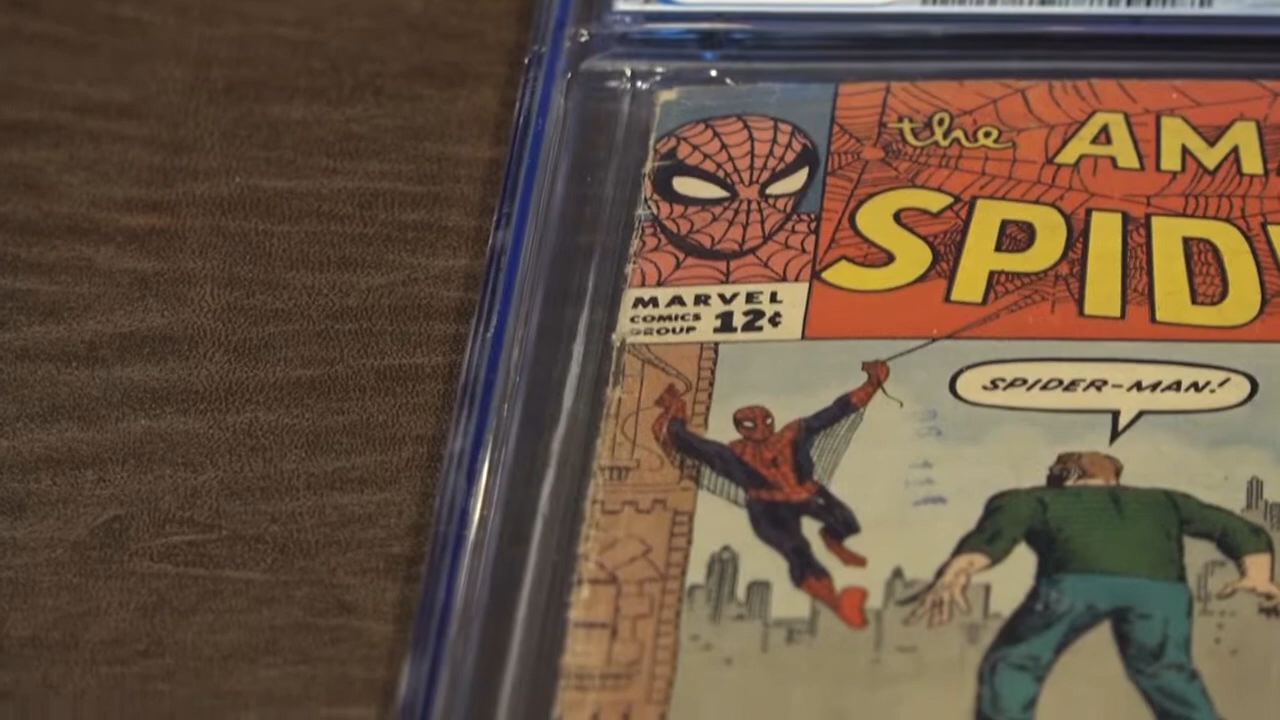 the AM
SPID
MARVEL
COMICS
GROUP 12¢
SPIDER-MAN!